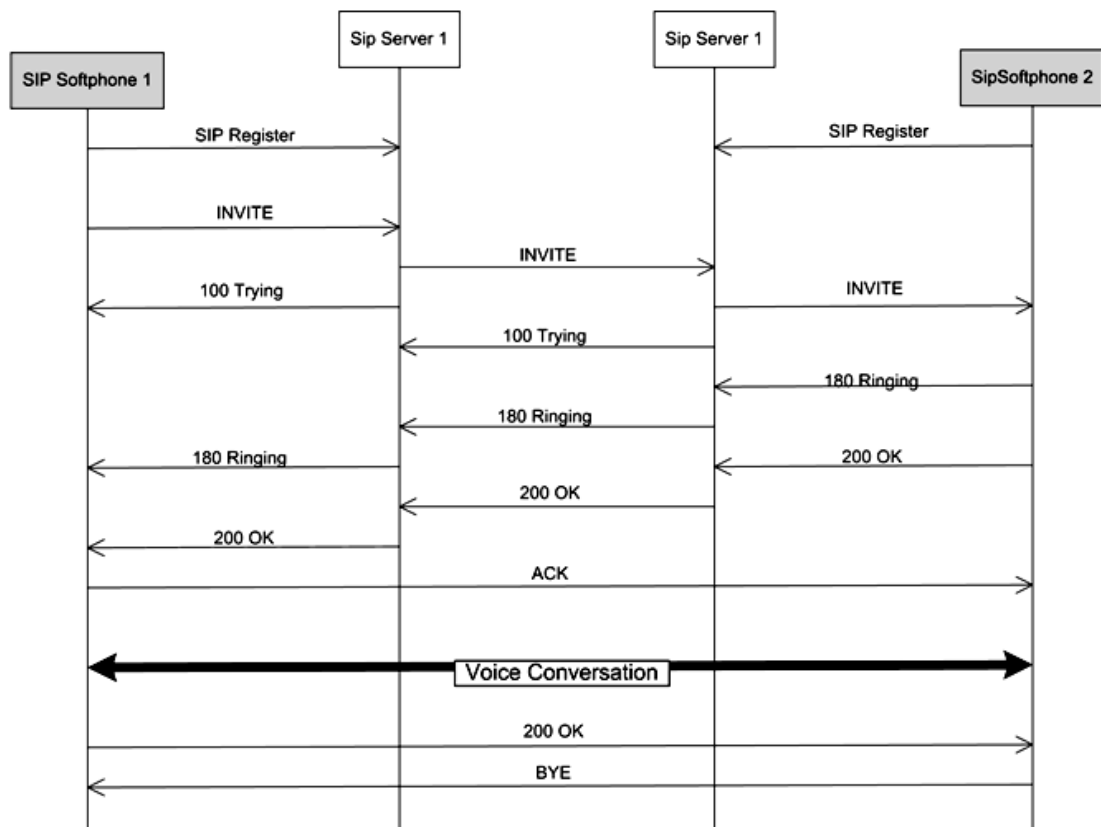 Sip Server 1
Sip Server 1
SIP Softphone 1
SipSoftphone 2
SIP Register
SIP Register
INVITE
INVITE
100 Trying
INVITE
100 Trying
180 Ringing
180 Ringing
180 Ringing
200 OK
200 OK
200 OK
ACK
Voice Conversation
200 OK
BYE